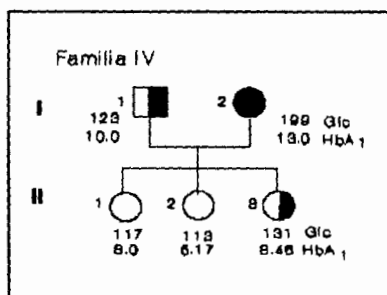 Familia IV
I 1 2
123 199 Glc
10.0 13.0 HbA1
II 1 2 3
117 113 131 Glc
8.0 6.17 8.46 HbA1